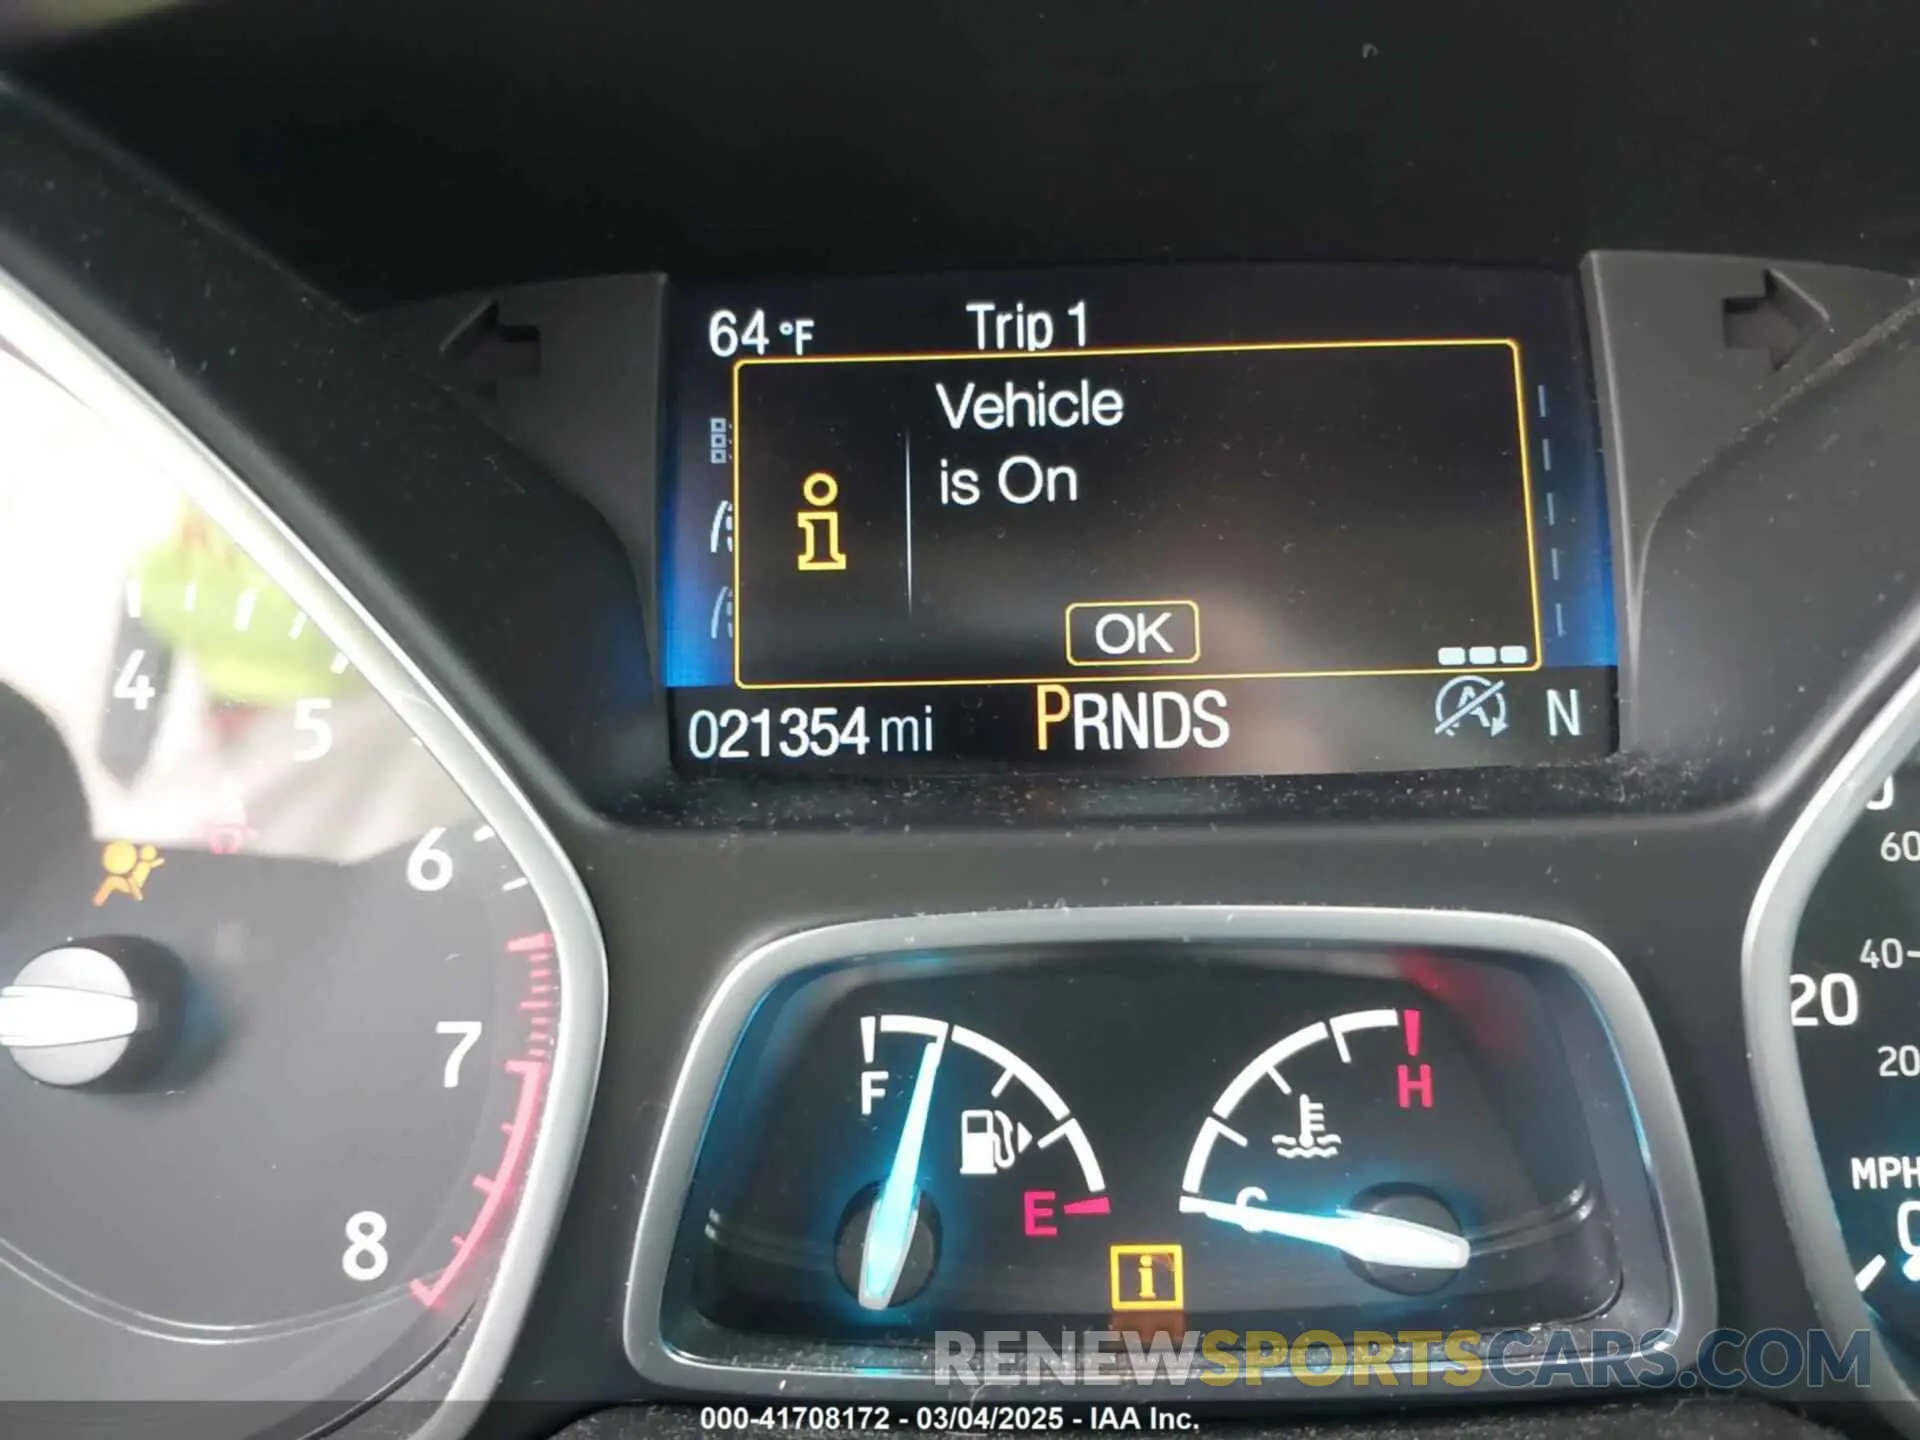 64 °F Trip 1
Vehicle
is On
OK
021354 mi PRNDS N
4
5
6
7
8
F
E
H
C
i
60
40
20
20
MPH
0
RENEWSPORTSCARS.COM
000-41708172 - 03/04/2025 - IAA Inc.